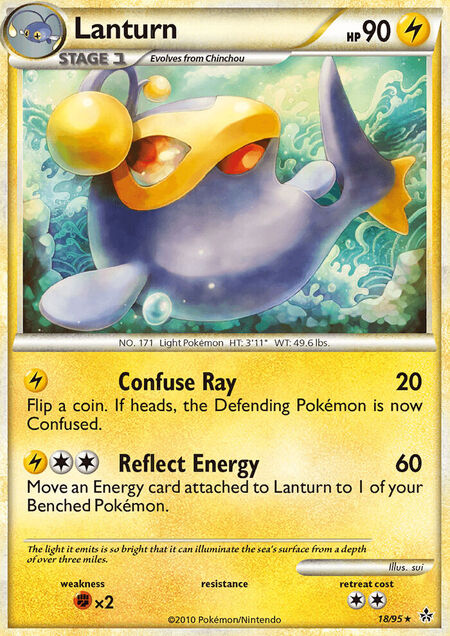 Lanturn
HP 90
STAGE 1
Evolves from Chinchou
NO. 171 Light Pokémon HT: 3'11" WT: 49.6 lbs.
Confuse Ray 20
Flip a coin. If heads, the Defending Pokémon is now
Confused.
Reflect Energy 60
Move an Energy card attached to Lanturn to 1 of your
Benched Pokémon.
The light it emits is so bright that it can illuminate the sea's surface from a depth
of over three miles.
Illus. sui
weakness resistance retreat cost
×2
©2010 Pokémon/Nintendo
18/95 ★